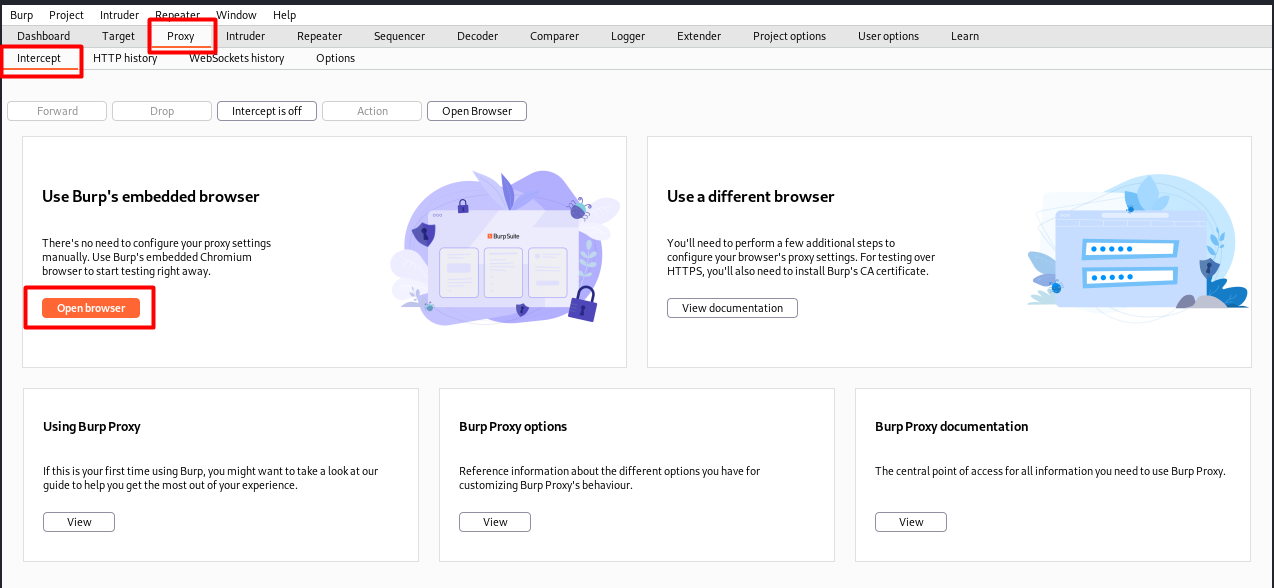 Burp Project Intruder Repeater Window Help
Dashboard Target Proxy Intruder Repeater Sequencer Decoder Comparer Logger Extender Project options User options Learn
Intercept HTTP history WebSockets history Options
Forward Drop Intercept is off Action Open Browser
Use Burp's embedded browser
There's no need to configure your proxy settings
manually. Use Burp's embedded Chromium
browser to start testing right away.
Open browser
BurpSuite
Use a different browser
You'll need to perform a few additional steps to
configure your browser's proxy settings. For testing over
HTTPS, you'll also need to install Burp's CA certificate.
View documentation
Using Burp Proxy
If this is your first time using Burp, you might want to take a look at our
guide to help you get the most out of your experience.
View
Burp Proxy options
Reference information about the different options you have for
customizing Burp Proxy's behaviour.
View
Burp Proxy documentation
The central point of access for all information you need to use Burp Proxy.
View